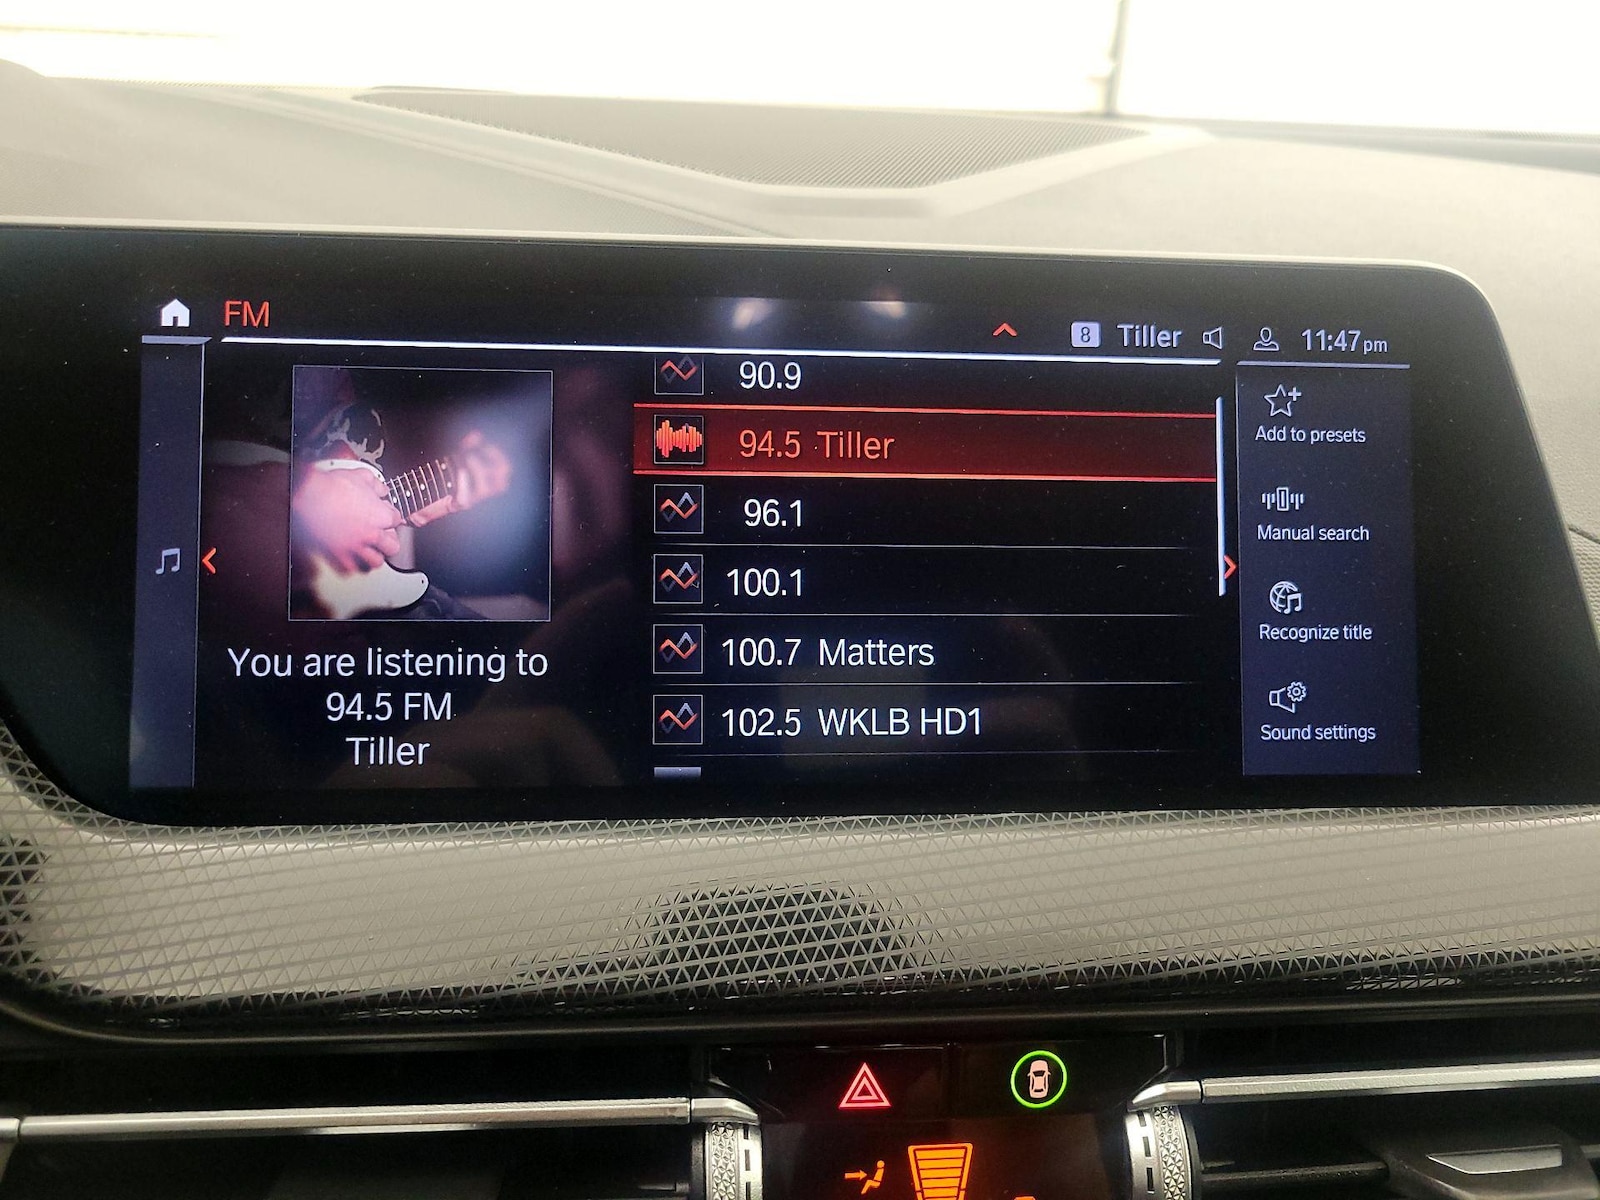 FM
8 Tiller 11:47pm
90.9
94.5 Tiller
96.1
100.1
100.7 Matters
102.5 WKLB HD1
You are listening to
94.5 FM
Tiller
Add to presets
Manual search
Recognize title
Sound settings